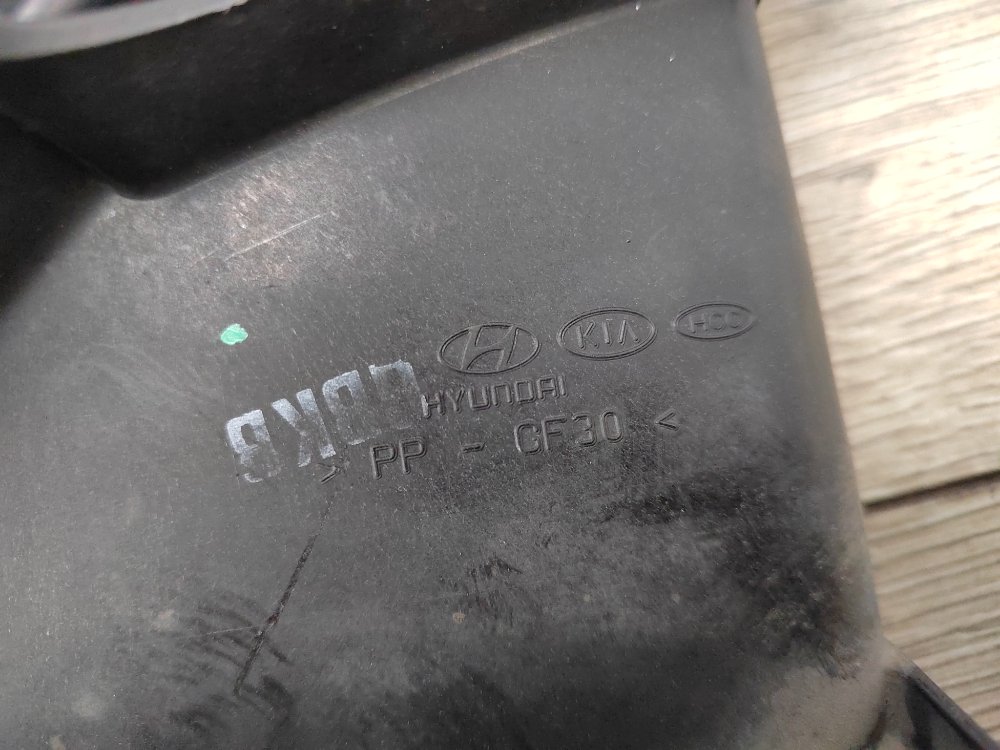 KIA HCC
HYUNDAI
> PP - GF30 <